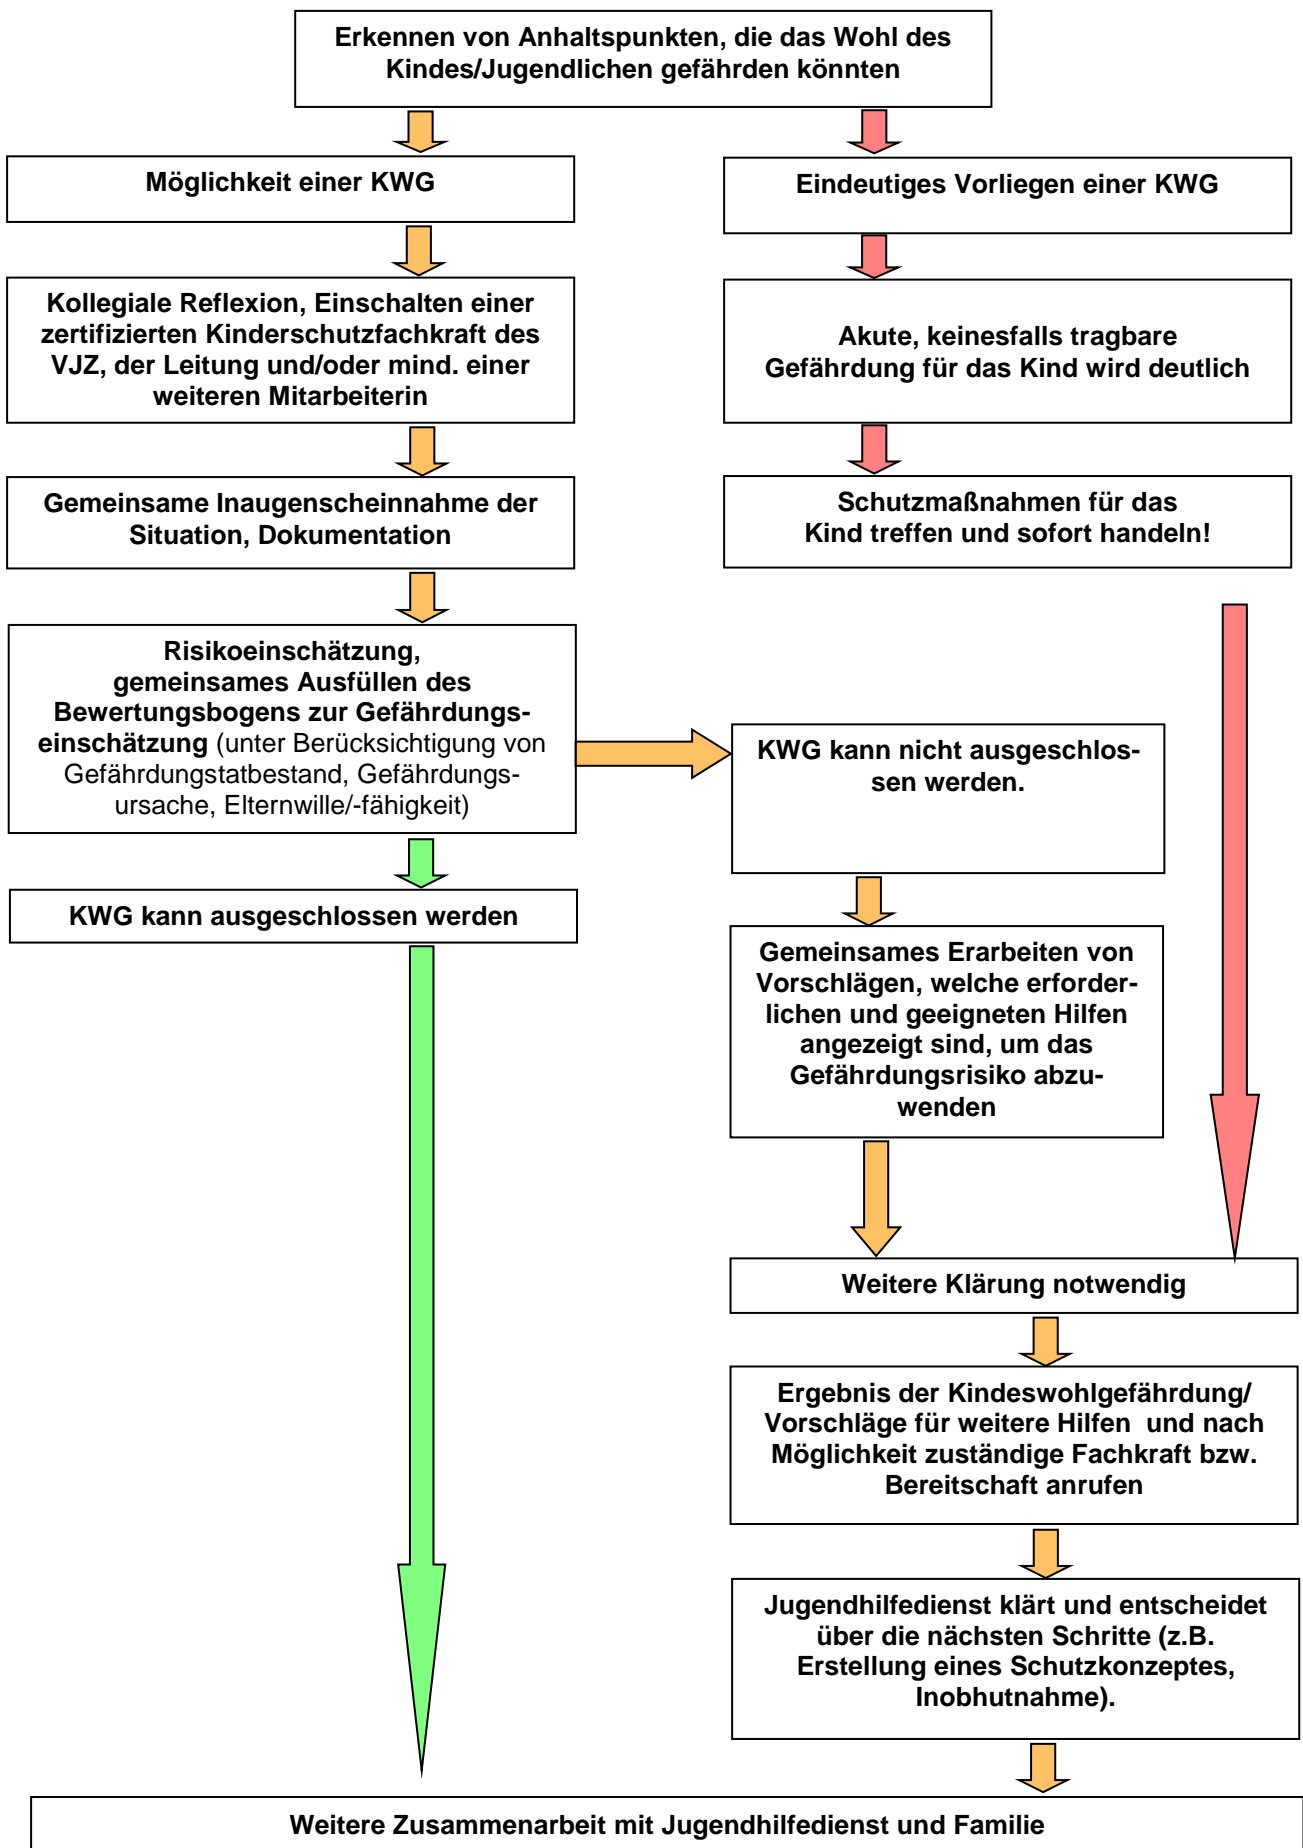 Erkennen von Anhaltspunkten, die das Wohl des
Kindes/Jugendlichen gefährden könnten
Möglichkeit einer KWG
Eindeutiges Vorliegen einer KWG
Kollegiale Reflexion, Einschalten einer
zertifizierten Kinderschutzfachkraft des
VJZ, der Leitung und/oder mind. einer
weiteren Mitarbeiterin
Akute, keinesfalls tragbare
Gefährdung für das Kind wird deutlich
Gemeinsame Inaugenscheinnahme der
Situation, Dokumentation
Schutzmaßnahmen für das
Kind treffen und sofort handeln!
Risikoeinschätzung,
gemeinsames Ausfüllen des
Bewertungsbogens zur Gefährdungs-
einschätzung (unter Berücksichtigung von
Gefährdungstatbestand, Gefährdungs-
ursache, Elternwille/-fähigkeit)
KWG kann nicht ausgeschlos-
sen werden.
KWG kann ausgeschlossen werden
Gemeinsames Erarbeiten von
Vorschlägen, welche erforder-
lichen und geeigneten Hilfen
angezeigt sind, um das
Gefährdungsrisiko abzu-
wenden
Weitere Klärung notwendig
Ergebnis der Kindeswohlgefährdung/
Vorschläge für weitere Hilfen  und nach
Möglichkeit zuständige Fachkraft bzw.
Bereitschaft anrufen
Jugendhilfedienst klärt und entscheidet
über die nächsten Schritte (z.B.
Erstellung eines Schutzkonzeptes,
Inobhutnahme).
Weitere Zusammenarbeit mit Jugendhilfedienst und Familie